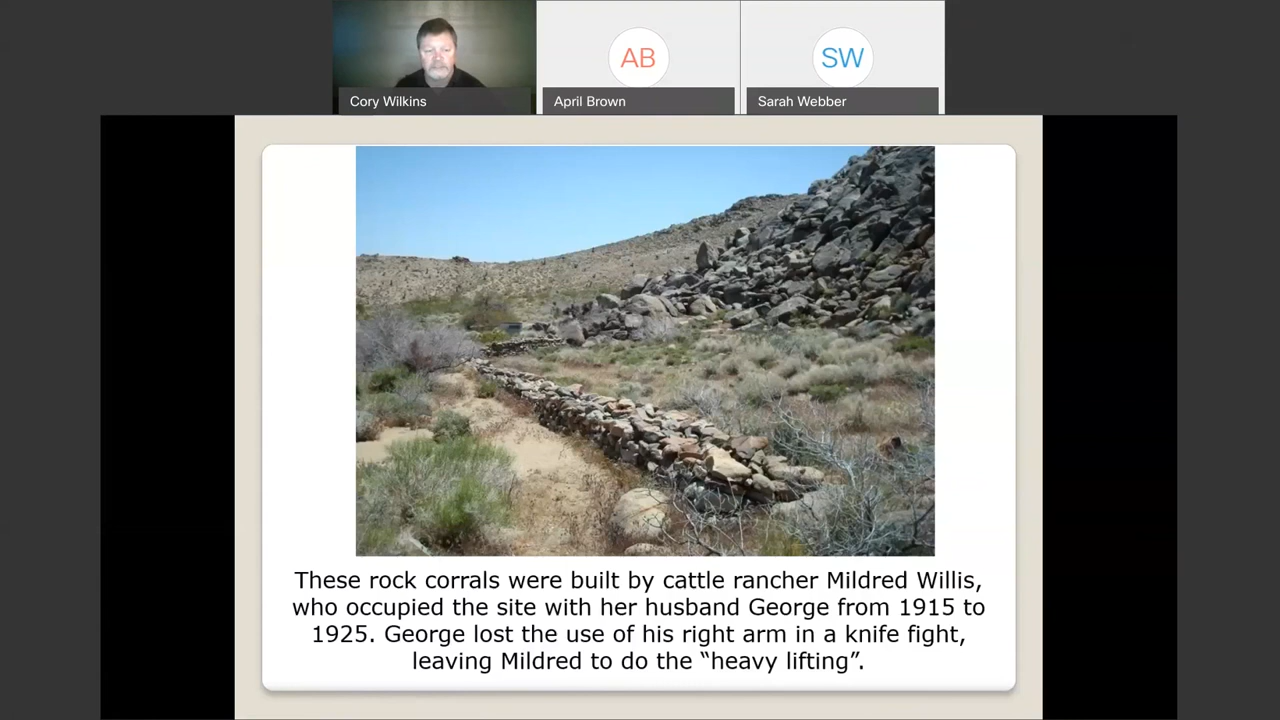 Cory Wilkins
AB
April Brown
SW
Sarah Webber
These rock corrals were built by cattle rancher Mildred Willis,
who occupied the site with her husband George from 1915 to
1925. George lost the use of his right arm in a knife fight,
leaving Mildred to do the “heavy lifting”.